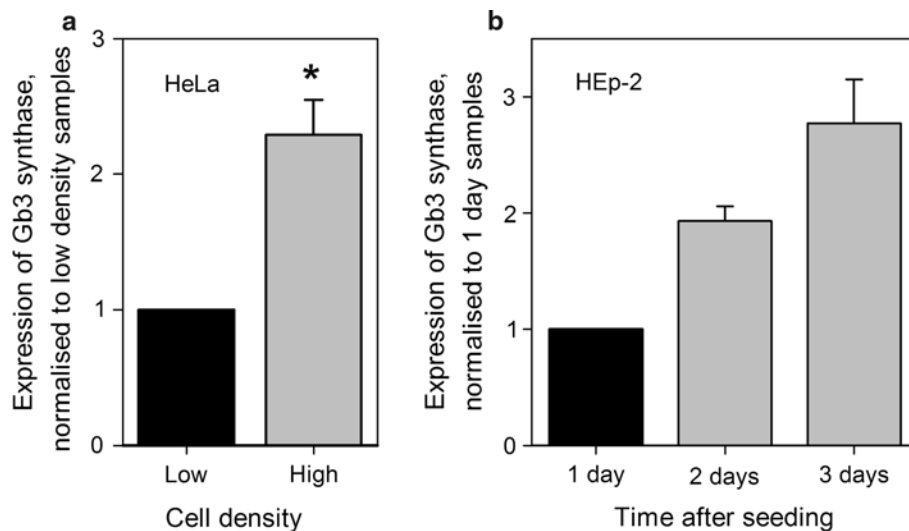 a
Expression of Gb3 synthase,
normalised to low density samples
3
2
1
0
HeLa
*
Low High
Cell density
b
Expression of Gb3 synthase,
normalised to 1 day samples
3
2
1
0
HEp-2
1 day 2 days 3 days
Time after seeding